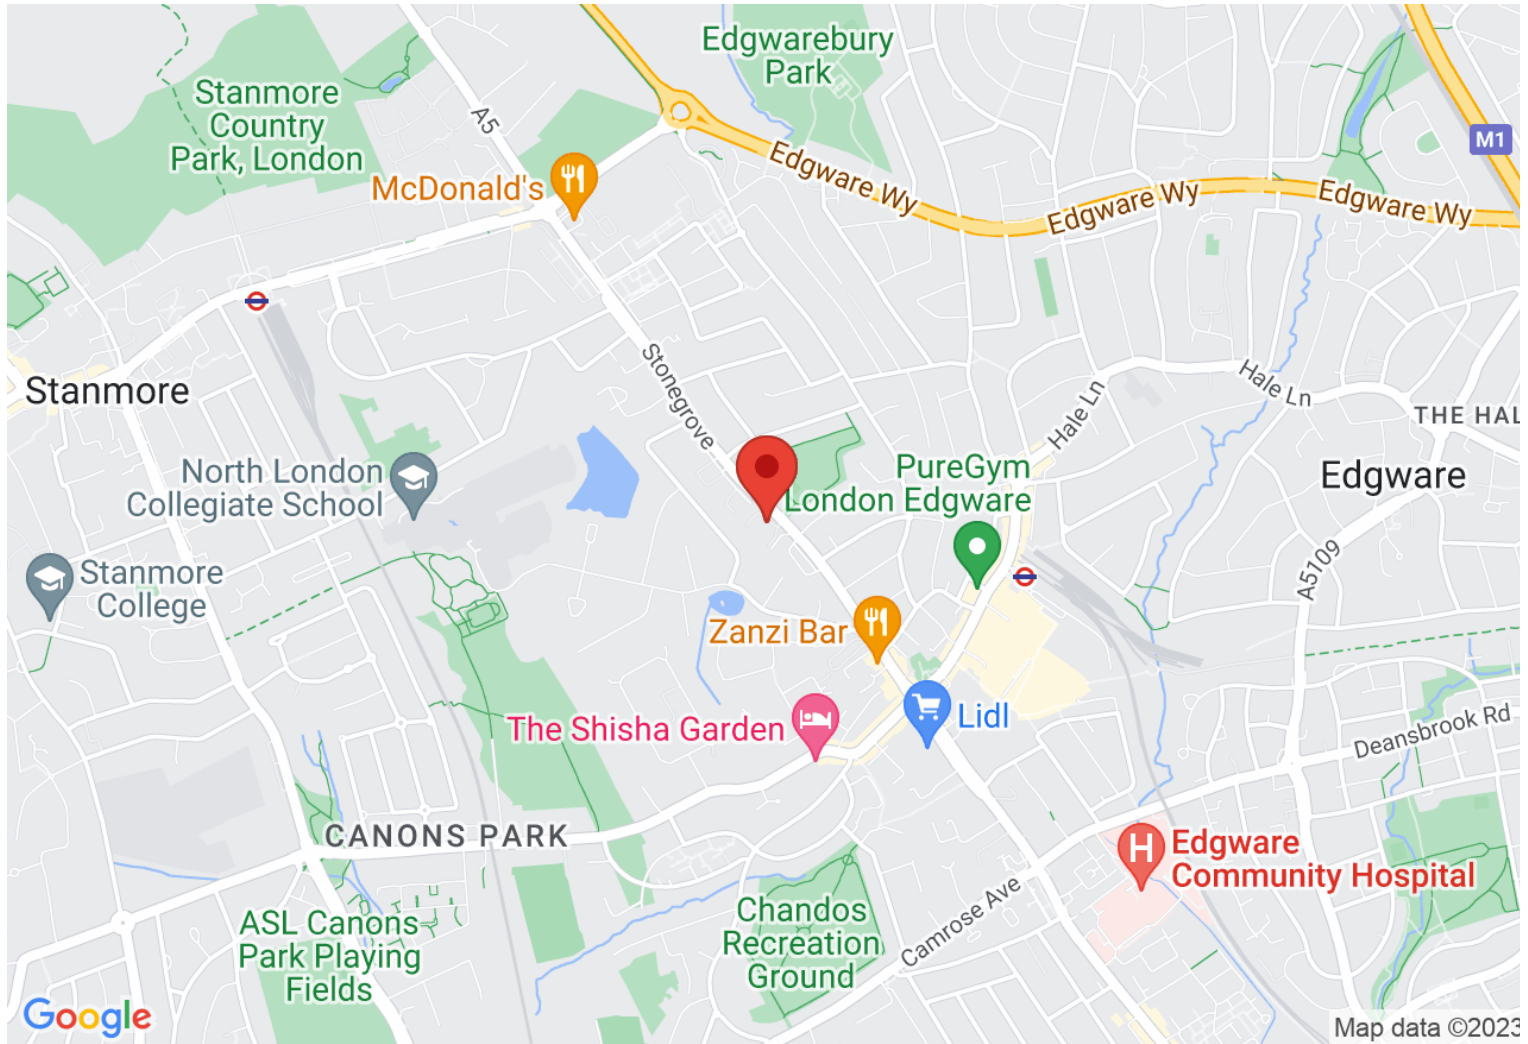 Edgwarebury
Park
Stanmore
Country
Park, London
A5
M1
McDonald's
Edgware Wy
Edgware Wy
Edgware Wy
Stonegrove
Hale Ln
Hale Ln
Stanmore
THE HAL
North London
Collegiate School
PureGym
London Edgware
Edgware
Stanmore
College
A5109
Zanzi Bar
The Shisha Garden
Lidl
Deansbrook Rd
CANONS PARK
H
Edgware
Community Hospital
Camrose Ave
Chandos
Recreation
Ground
ASL Canons
Park Playing
Fields
Google
Map data ©2023